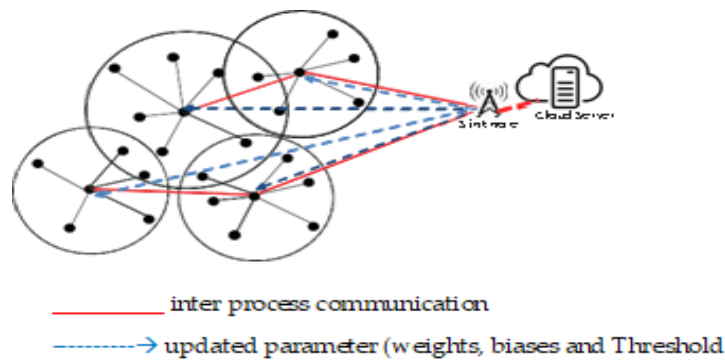 Cloud Server
inter process communication
updated parameter (weights, biases and Threshold